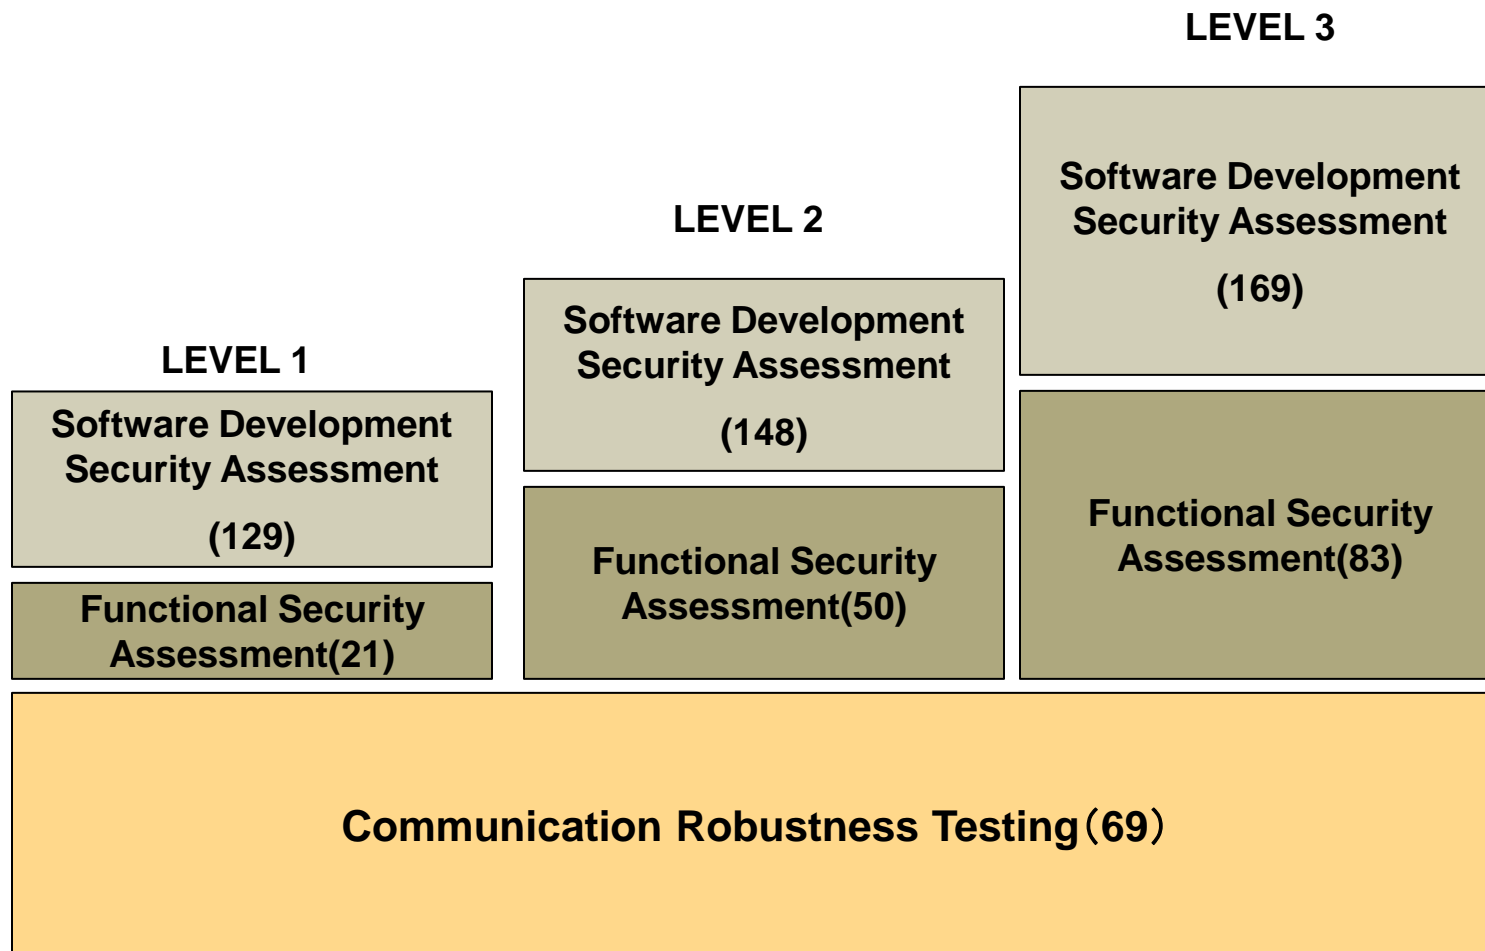 LEVEL 1
Software Development
Security Assessment
(129)
Functional Security
Assessment(21)
LEVEL 2
Software Development
Security Assessment
(148)
Functional Security
Assessment(50)
LEVEL 3
Software Development
Security Assessment
(169)
Functional Security
Assessment(83)
Communication Robustness Testing（69）